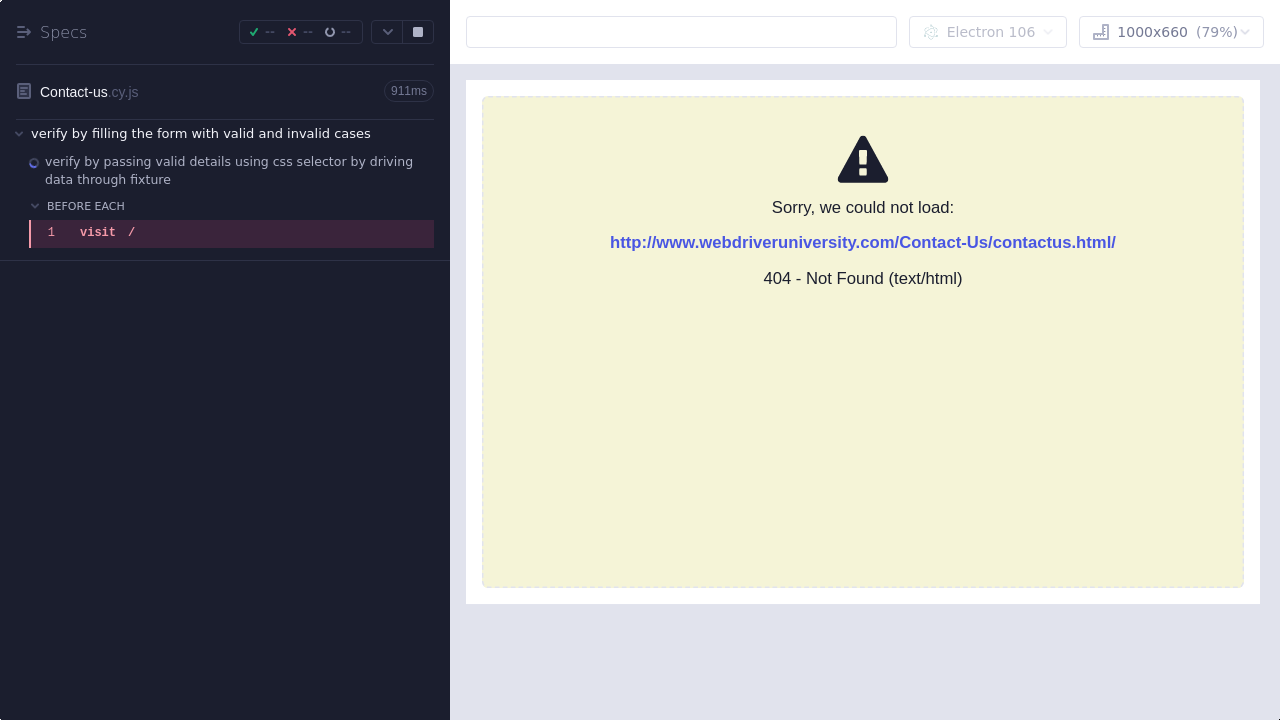 Specs
--
--
--
Electron 106
1000x660 (79%)
Contact-us.cy.js
911ms
verify by filling the form with valid and invalid cases
verify by passing valid details using css selector by driving
data through fixture
BEFORE EACH
1 visit /
Sorry, we could not load:
http://www.webdriveruniversity.com/Contact-Us/contactus.html/
404 - Not Found (text/html)